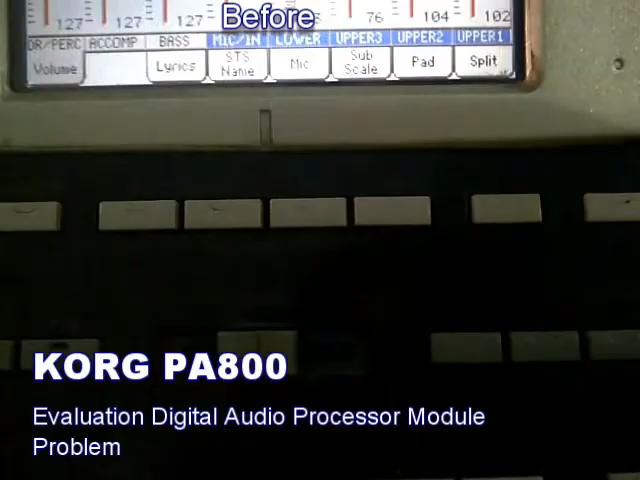 Before
127 127 127 76 104 102
DR/PERC ACCOMP BASS MIC/IN LOWER UPPER3 UPPER2 UPPER1
Volume Lyrics STS Name Mic Sub Scale Pad Split
KORG PA800
Evaluation Digital Audio Processor Module
Problem